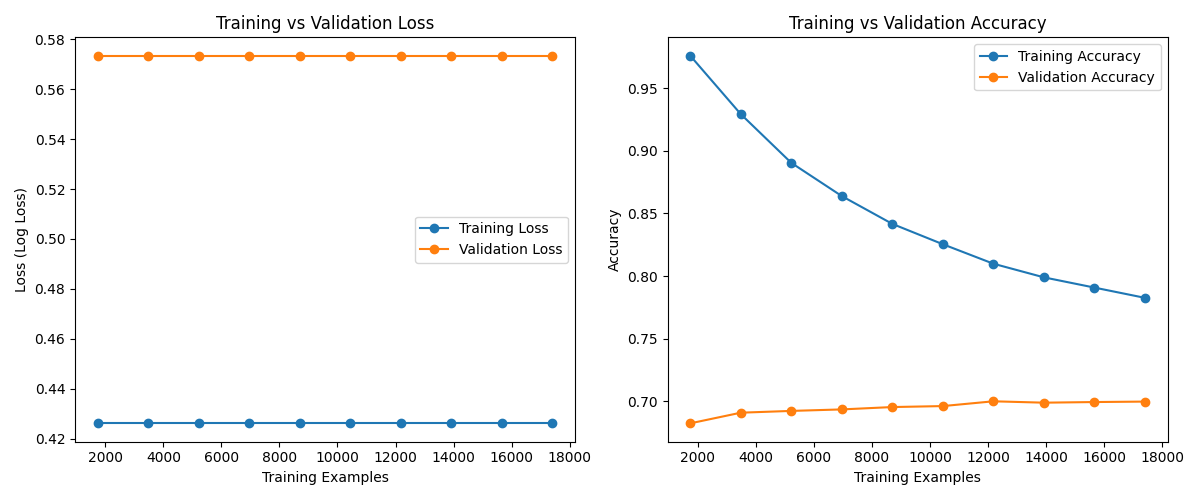 Training vs Validation Loss
0.58
0.56
0.54
0.52
0.50
0.48
0.46
0.44
0.42
Loss (Log Loss)
Training Loss
Validation Loss
2000 4000 6000 8000 10000 12000 14000 16000 18000
Training Examples
Training vs Validation Accuracy
0.95
0.90
0.85
0.80
0.75
0.70
Accuracy
Training Accuracy
Validation Accuracy
2000 4000 6000 8000 10000 12000 14000 16000 18000
Training Examples